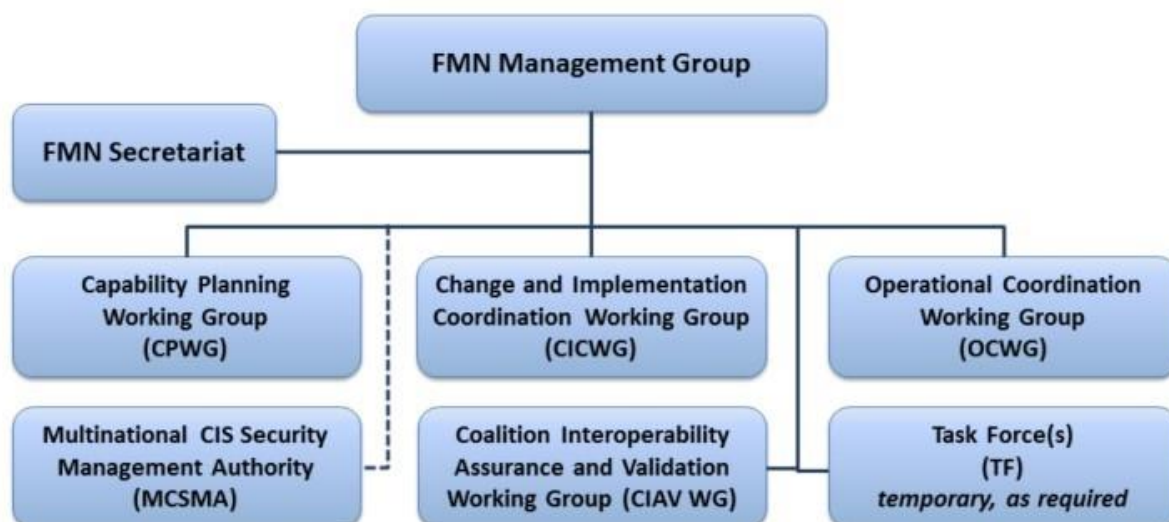 FMN Management Group
FMN Secretariat
Capability Planning
Working Group
(CPWG)
Change and Implementation
Coordination Working Group
(CICWG)
Operational Coordination
Working Group
(OCWG)
Multinational CIS Security
Management Authority
(MCSMA)
Coalition Interoperability
Assurance and Validation
Working Group (CIAV WG)
Task Force(s)
(TF)
temporary, as required